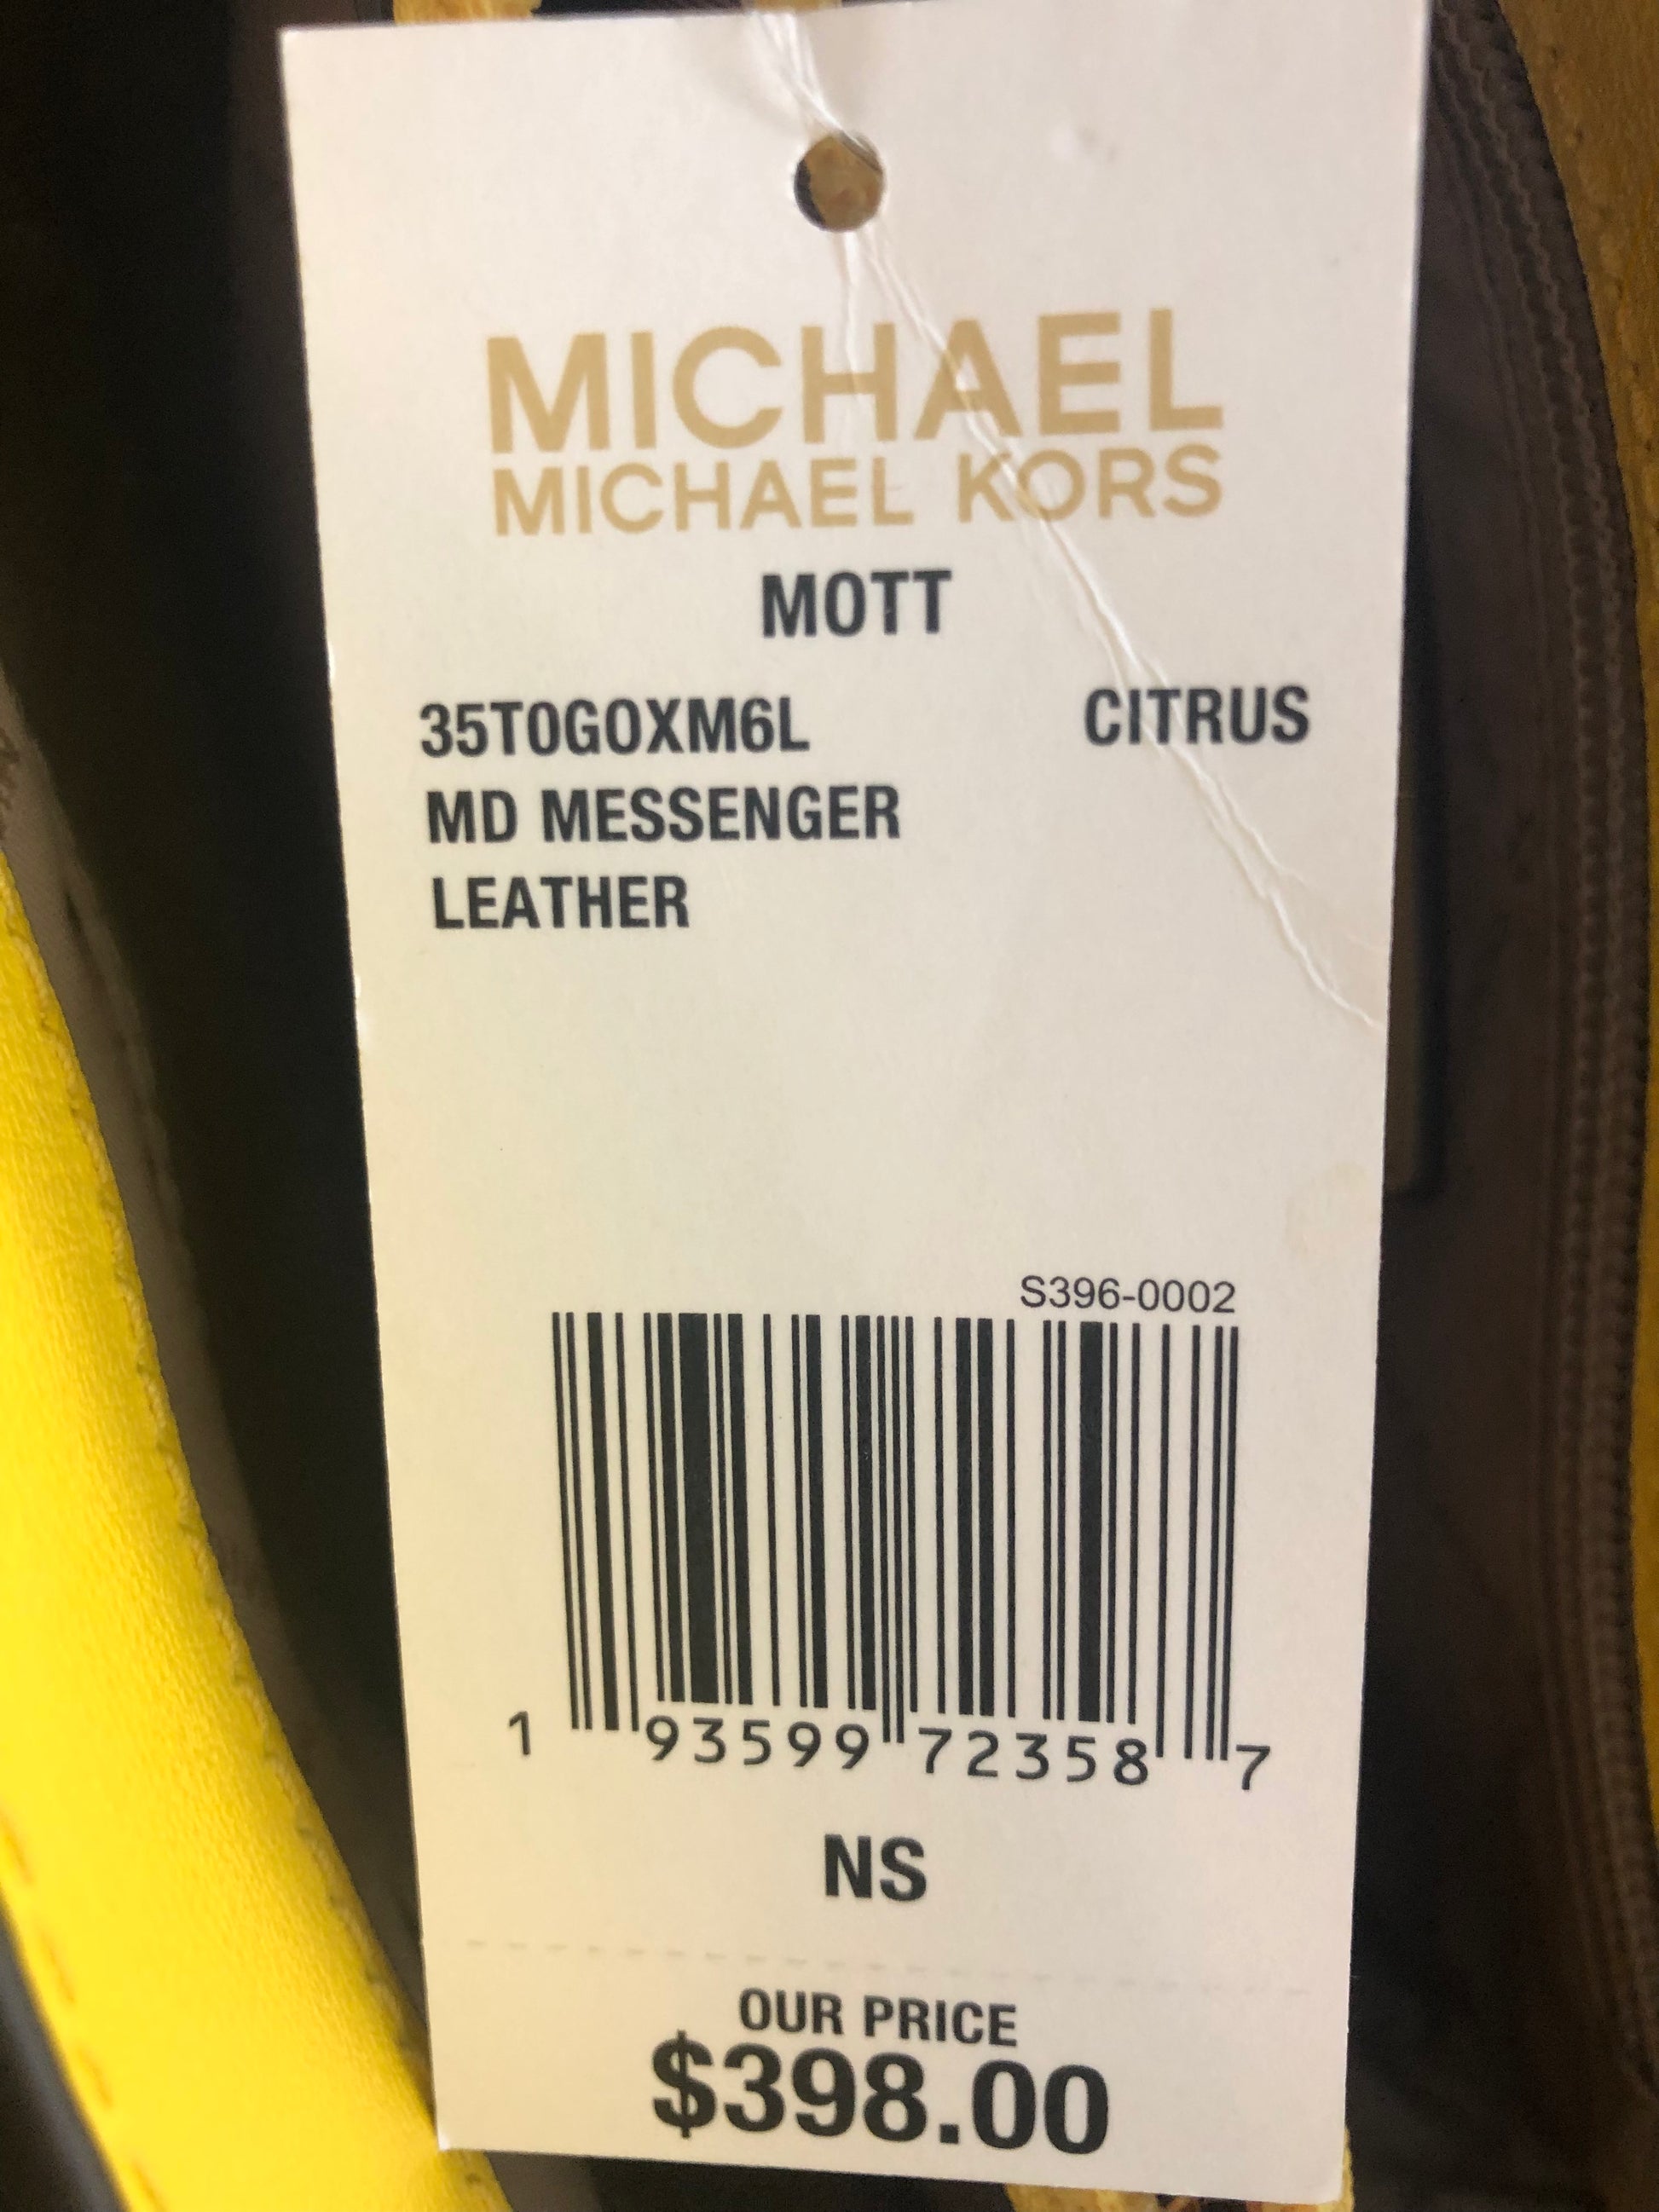 MICHAEL
MICHAEL KORS
MOTT
35T0GOXM6L CITRUS
MD MESSENGER
LEATHER
S396-0002
1 93599 72358 7
NS
OUR PRICE
$398.00